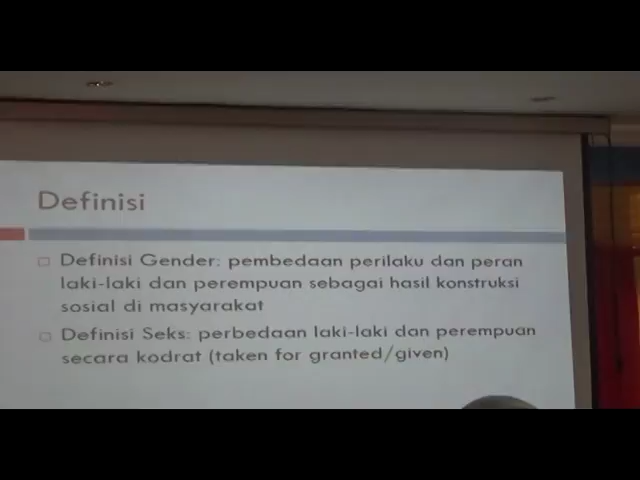 Definisi
Definisi Gender: pembedaan perilaku dan peran
laki-laki dan perempuan sebagai hasil konstruksi
sosial di masyarakat
Definisi Seks: perbedaan laki-laki dan perempuan
secara kodrat (taken for granted/given)